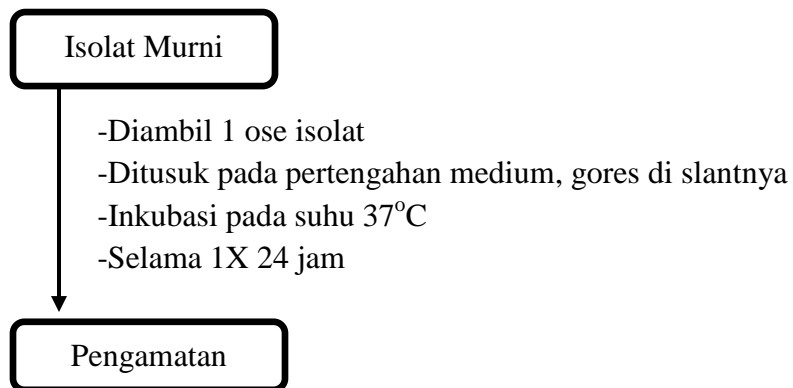 Isolat Murni
-Diambil 1 ose isolat
-Ditusuk pada pertengahan medium, gores di slantnya
-Inkubasi pada suhu 37°C
-Selama 1X 24 jam
Pengamatan